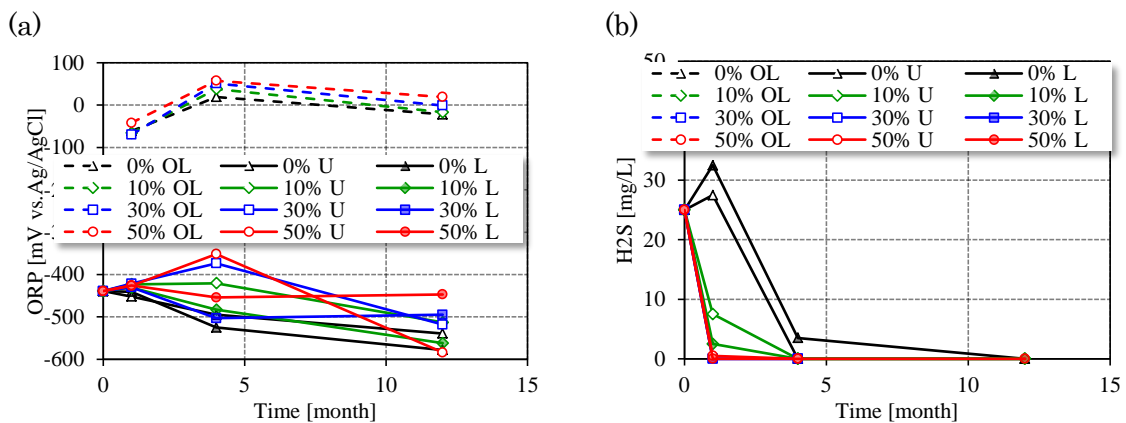 (a)
(b)
100
0
-100
-400
-500
-600
ORP [mV vs.Ag/AgCl]
0% OL 0% U 0% L
10% OL 10% U 10% L
30% OL 30% U 30% L
50% OL 50% U 50% L
0 5 10 15
Time [month]
50
30
20
10
0
H2S [mg/L]
0% OL 0% U 0% L
10% OL 10% U 10% L
30% OL 30% U 30% L
50% OL 50% U 50% L
0 5 10 15
Time [month]